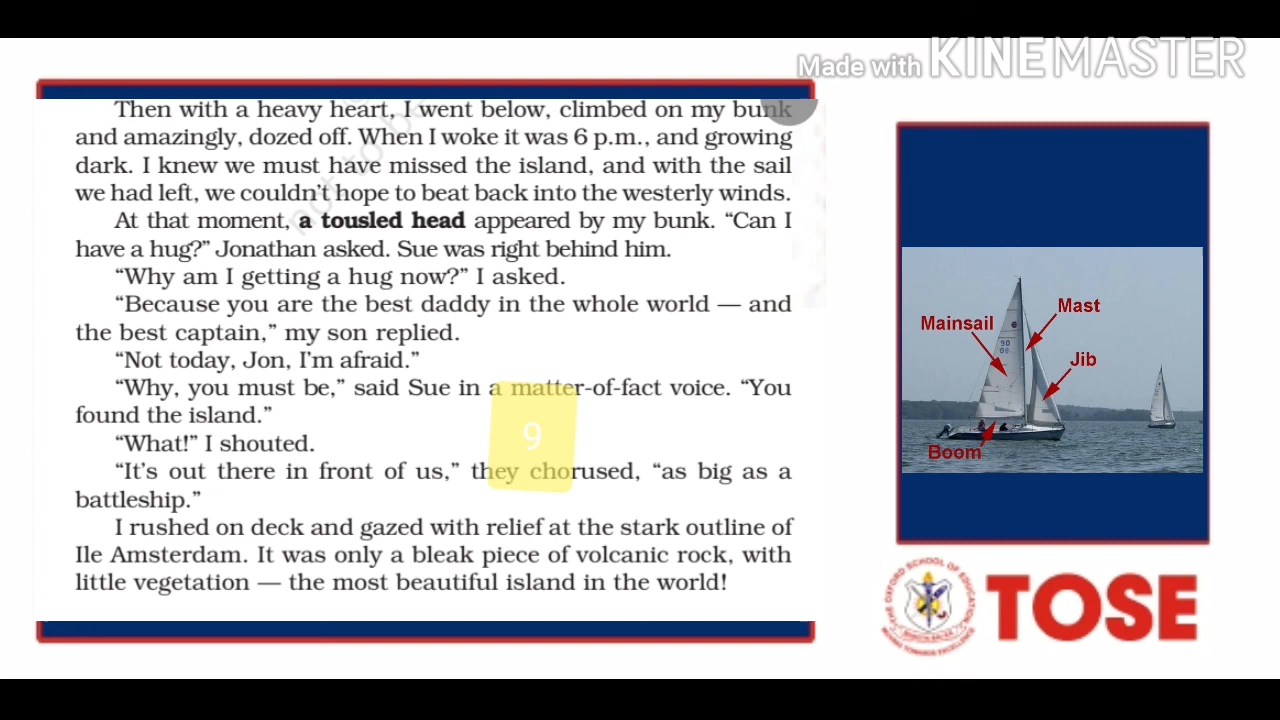 Made with KINEMASTER
Then with a heavy heart, I went below, climbed on my bunk
and amazingly, dozed off. When I woke it was 6 p.m., and growing
dark. I knew we must have missed the island, and with the sail
we had left, we couldn't hope to beat back into the westerly winds.
At that moment, a tousled head appeared by my bunk. “Can I
have a hug?” Jonathan asked. Sue was right behind him.
“Why am I getting a hug now?” I asked.
“Because you are the best daddy in the whole world — and
the best captain,” my son replied.
“Not today, Jon, I'm afraid.”
“Why, you must be,” said Sue in a matter-of-fact voice. “You
found the island.”
“What!” I shouted.
“It's out there in front of us,” they chorused, “as big as a
battleship.”
I rushed on deck and gazed with relief at the stark outline of
Ile Amsterdam. It was only a bleak piece of volcanic rock, with
little vegetation — the most beautiful island in the world!
9
not to be
Mainsail
Mast
Jib
Boom
THE OXFORD SCHOOL OF EDUCATION
TOSE